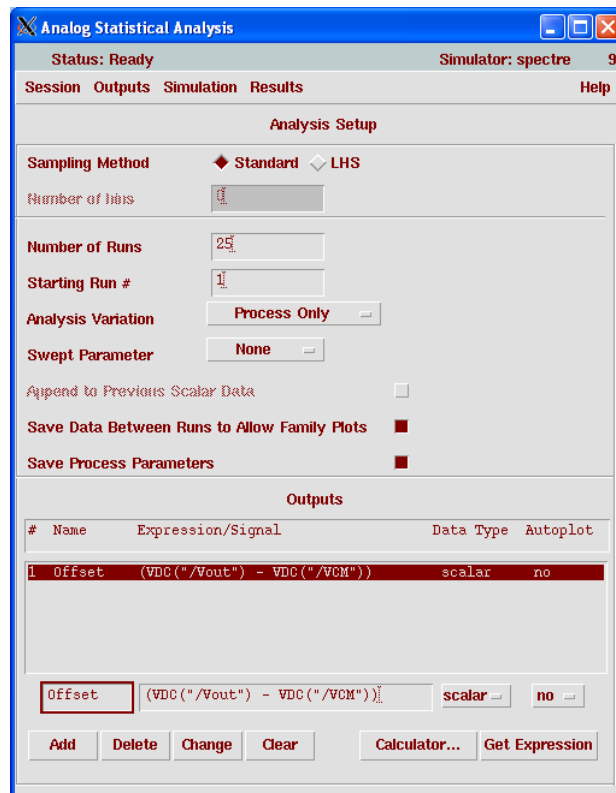 Analog Statistical Analysis
Status: Ready Simulator: spectre 9
Session Outputs Simulation Results Help
Analysis Setup
Sampling Method Standard LHS
Number of Bins 0
Number of Runs 25
Starting Run # 1
Analysis Variation Process Only
Swept Parameter None
Append to Previous Scalar Data
Save Data Between Runs to Allow Family Plots
Save Process Parameters
Outputs
# Name Expression/Signal Data Type Autoplot
1 Offset (VDC("/Vout") - VDC("/VCM")) scalar no
Offset (VDC("/Vout") - VDC("/VCM")) scalar no
Add Delete Change Clear Calculator... Get Expression